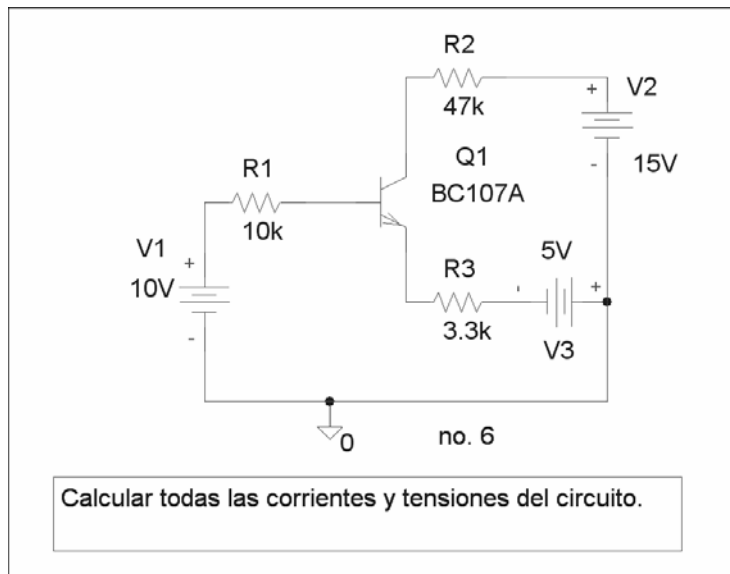 R2
+
V2
47k
Q1
15V
-
R1
BC107A
10k
V1
+
5V
R3
10V
-
+
3.3k
V3
-
0
no. 6
Calcular todas las corrientes y tensiones del circuito.